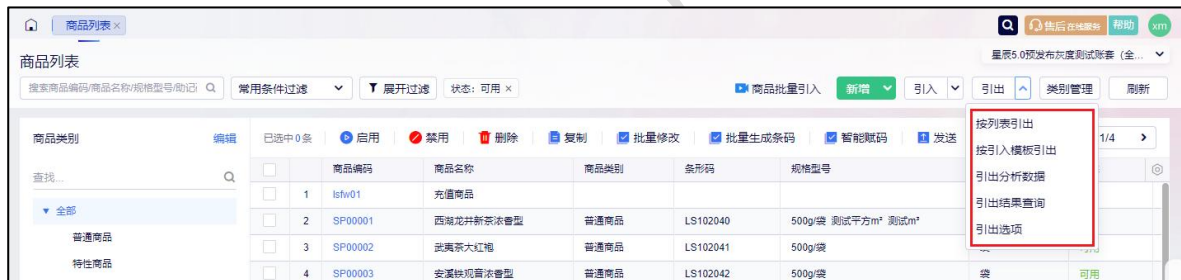 商品列表 ×
售后在线服务 帮助 xm
商品列表
星辰5.0预发布灰度测试账套（全...
搜索商品编码/商品名称/规格型号/助记 常用条件过滤 展开过滤 状态：可用 × 商品批量引入 新增 引入 引出 类别管理 刷新
商品类别 编辑 已选中0条 启用 禁用 删除 复制 批量修改 批量生成条码 智能赋码 发送 1/4
按列表引出
按引入模板引出
引出分析数据
引出结果查询
引出选项
查找...
商品编码 商品名称 商品类别 条形码 规格型号
全部
普通商品
特性商品
1 lsfw01 充值商品
2 SP00001 西湖龙井新茶浓香型 普通商品 LS102040 500g/袋 测试平方m² 测试m²
3 SP00002 武夷茶大红袍 普通商品 LS102041 500g/袋
4 SP00003 安溪铁观音浓香型 普通商品 LS102042 500g/袋 袋 可用